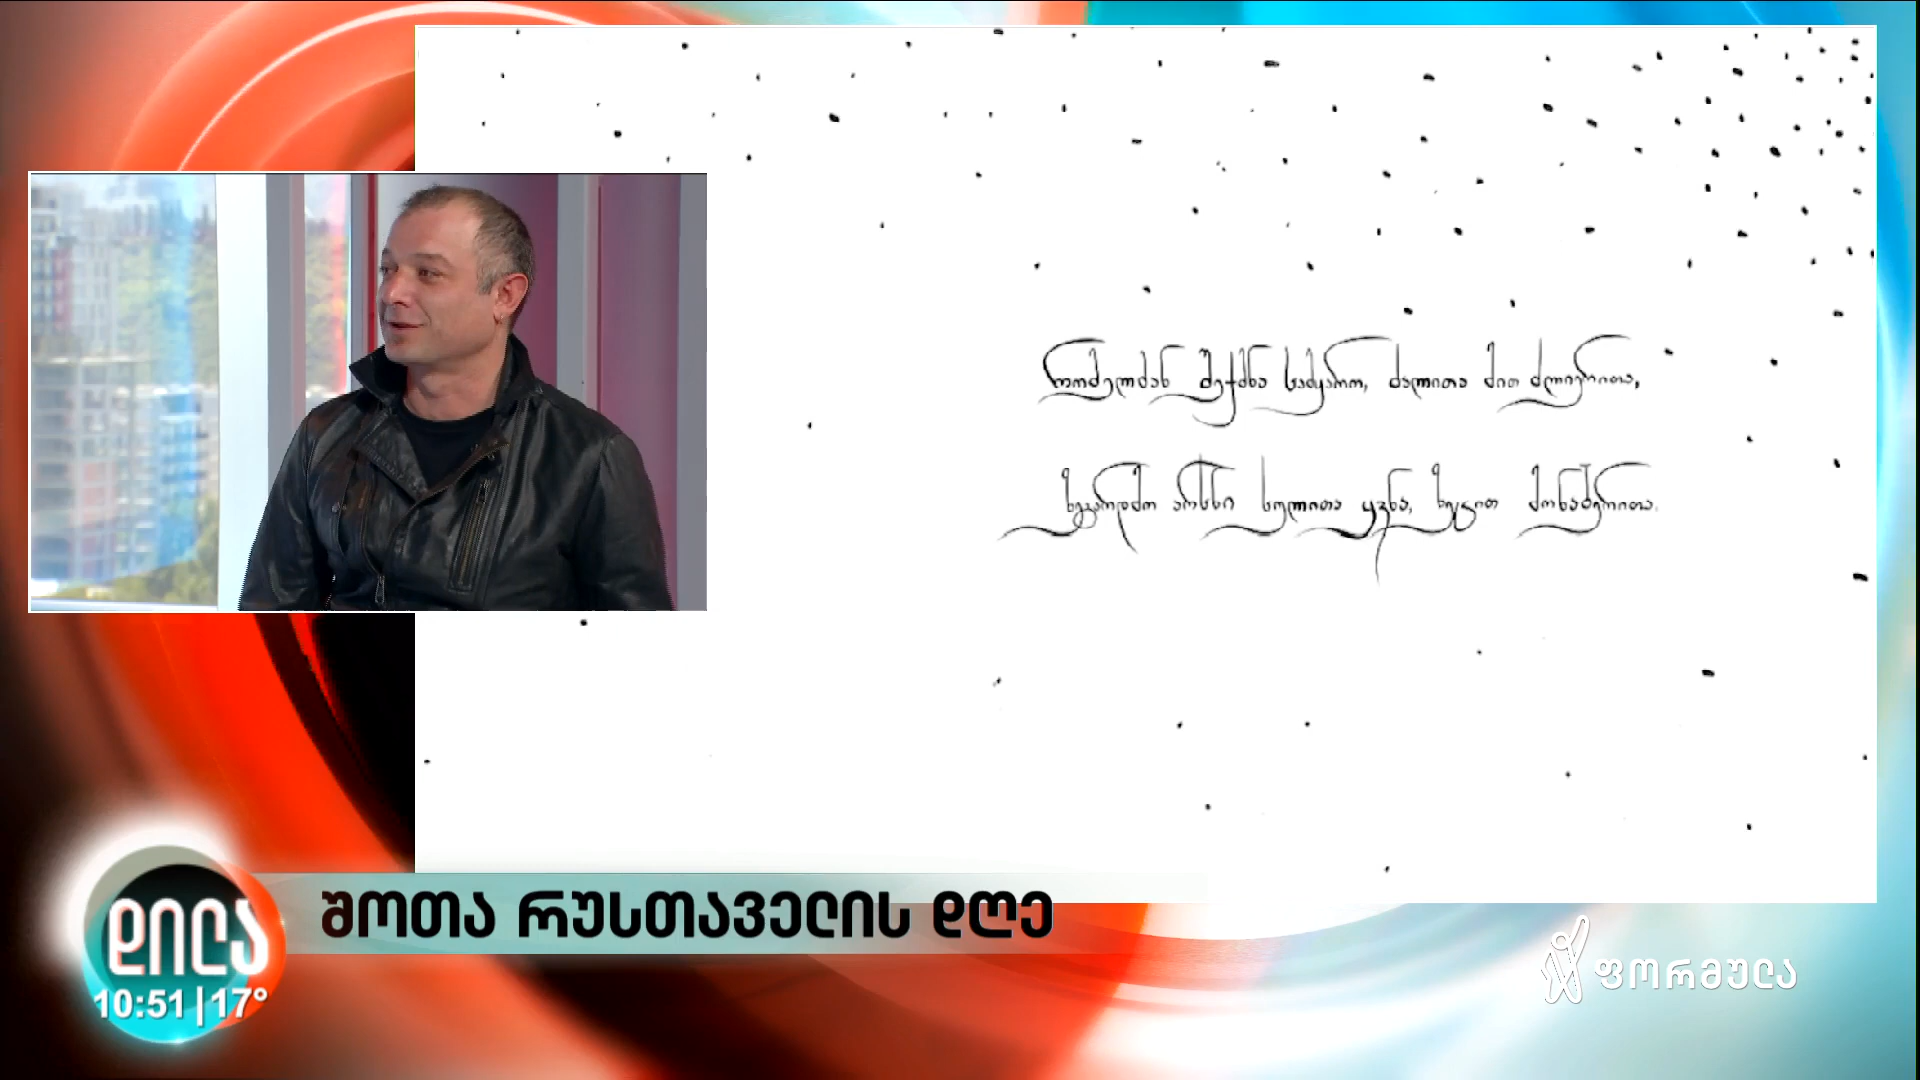 რომელმან შექმნა სამყარო, ძალითა მით ძლიერითა,
ზეგარდმო არსნი სულითა ყვნა, ზეცით მონაბერითა.
შოთა რუსთაველის დღე
დილა
10:51 | 17°
ფორმულა